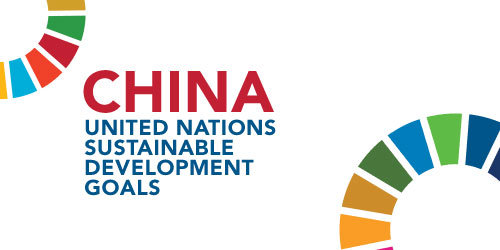 CHINA
UNITED NATIONS
SUSTAINABLE
DEVELOPMENT
GOALS